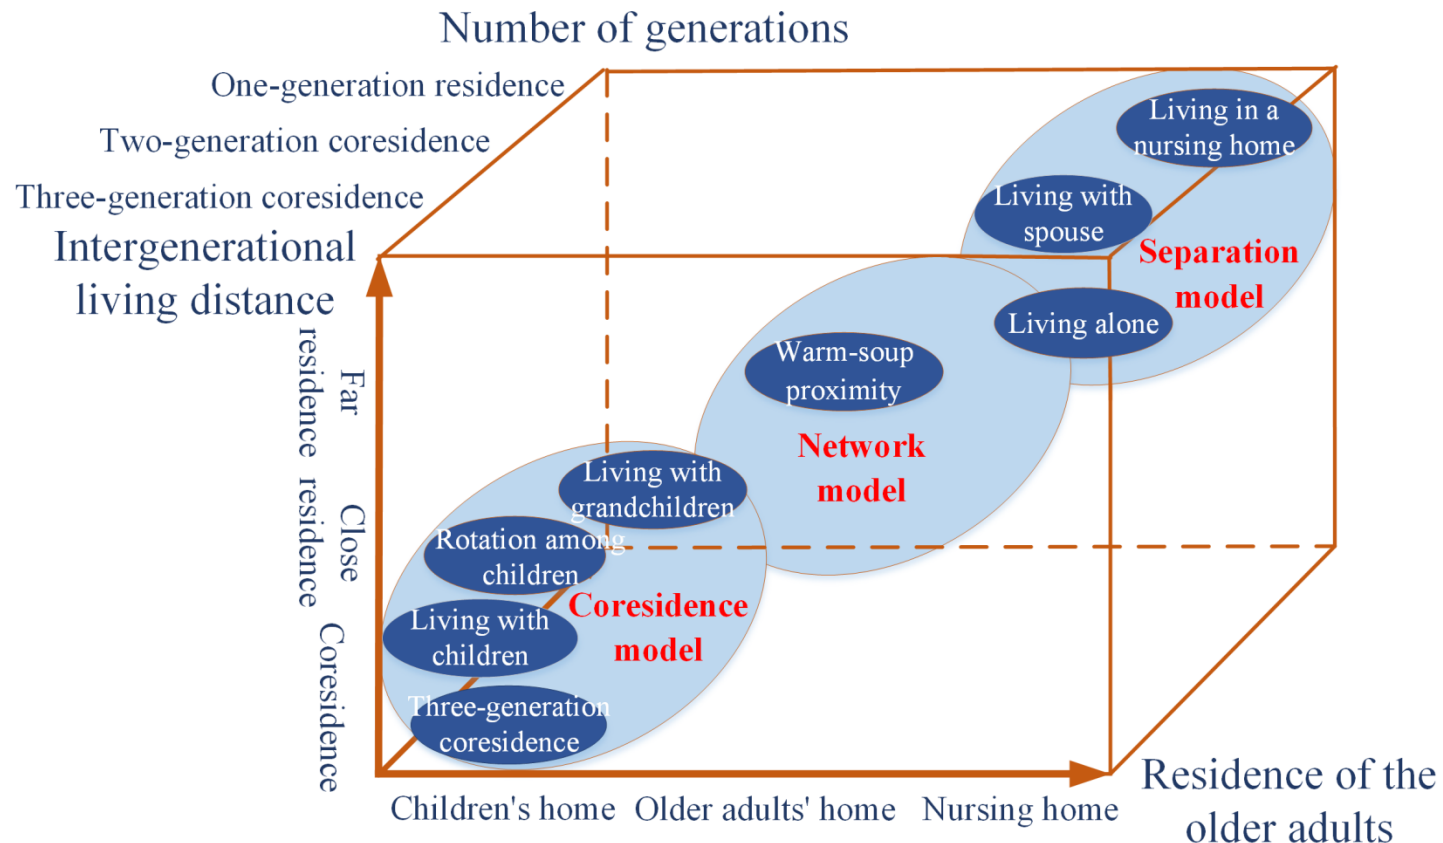 Number of generations
One-generation residence
Two-generation coresidence
Three-generation coresidence
Intergenerational
living distance
Far
residence
Close
residence
Coresidence
Living in a
nursing home
Living with
spouse
Separation
model
Living alone
Warm-soup
proximity
Network
model
Living with
grandchildren
Rotation among
children
Coresidence
model
Living with
children
Three-generation
coresidence
Children's home
Older adults' home
Nursing home
Residence of the
older adults